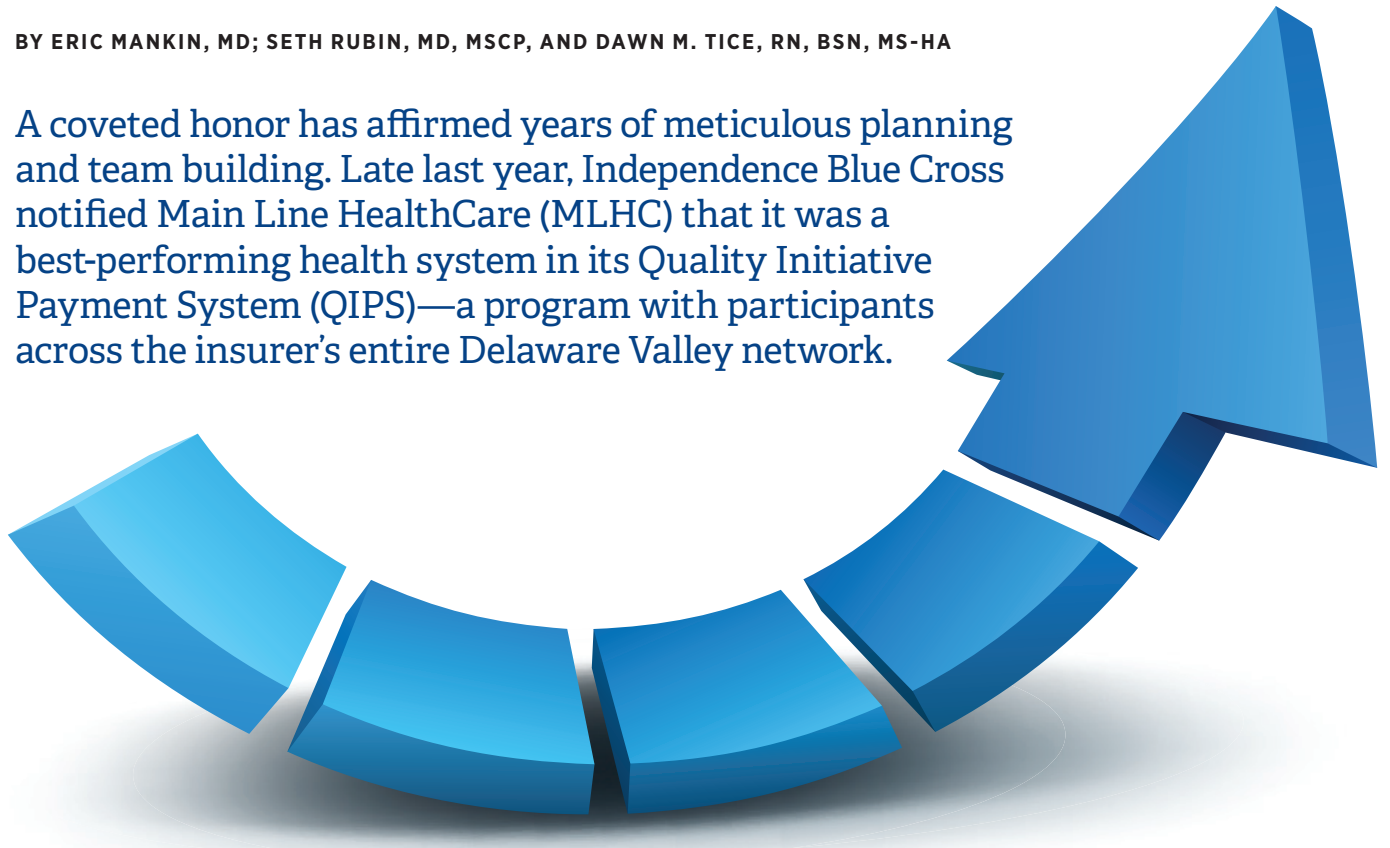 BY ERIC MANKIN, MD; SETH RUBIN, MD, MSCP, AND DAWN M. TICE, RN, BSN, MS-HA
A coveted honor has affirmed years of meticulous planning
and team building. Late last year, Independence Blue Cross
notified Main Line HealthCare (MLHC) that it was a
best-performing health system in its Quality Initiative
Payment System (QIPS)—a program with participants
across the insurer’s entire Delaware Valley network.